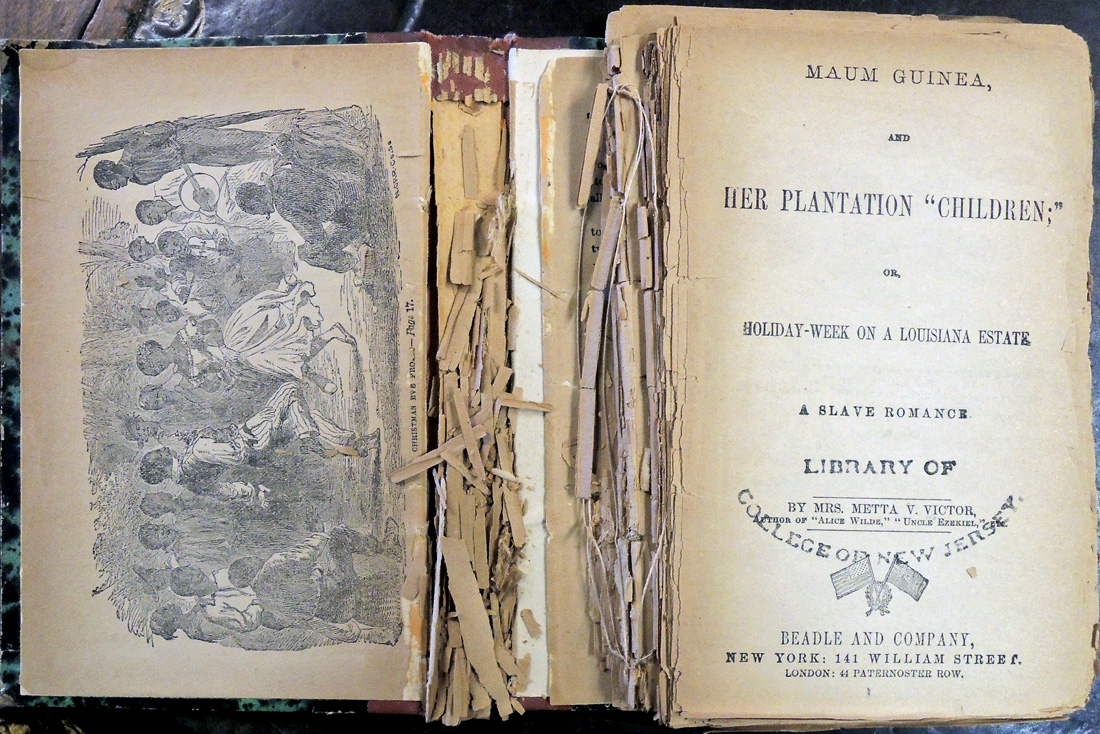 CHRISTMAS EVE FRO...—Page 17.
MAUM GUINEA,
AND
HER PLANTATION "CHILDREN;"
OR,
HOLIDAY-WEEK ON A LOUISIANA ESTATE
A SLAVE ROMANCE
LIBRARY OF
BY MRS. METTA V. VICTOR,
AUTHOR OF "ALICE WILDE," "UNCLE EZEKIEL,"
COLLEGE OF NEW JERSEY.
BEADLE AND COMPANY,
NEW YORK: 141 WILLIAM STREET.
LONDON: 44 PATERNOSTER ROW.